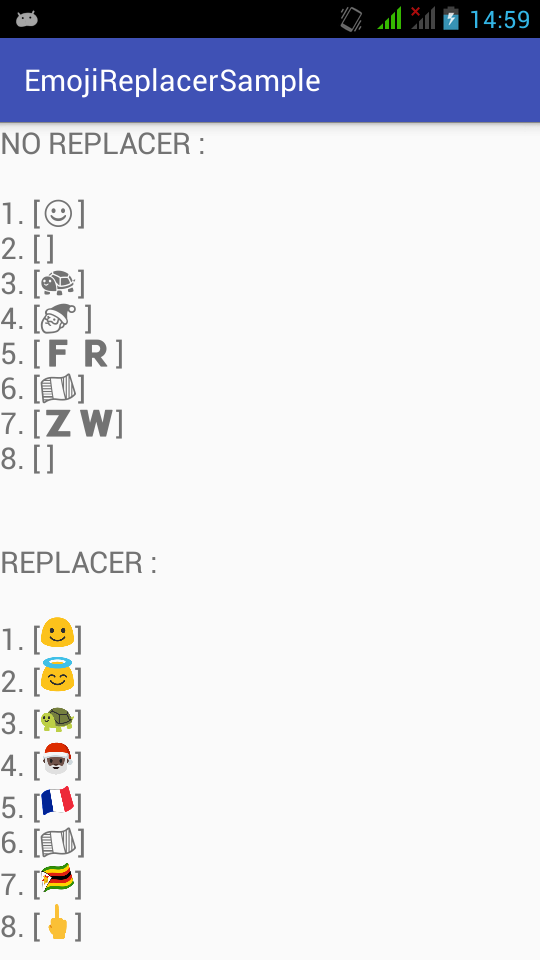 14:59
EmojiReplacerSample
NO REPLACER :
1. [☺]
2. [ ]
3. [🐢]
4. [🎅]
5. [F R]
6. [🗺]
7. [Z W]
8. [ ]
REPLACER :
1. [🙂]
2. [😇]
3. [🐢]
4. [🎅🏿]
5. [🇫🇷]
6. [🗺]
7. [🇿🇼]
8. [🖕]